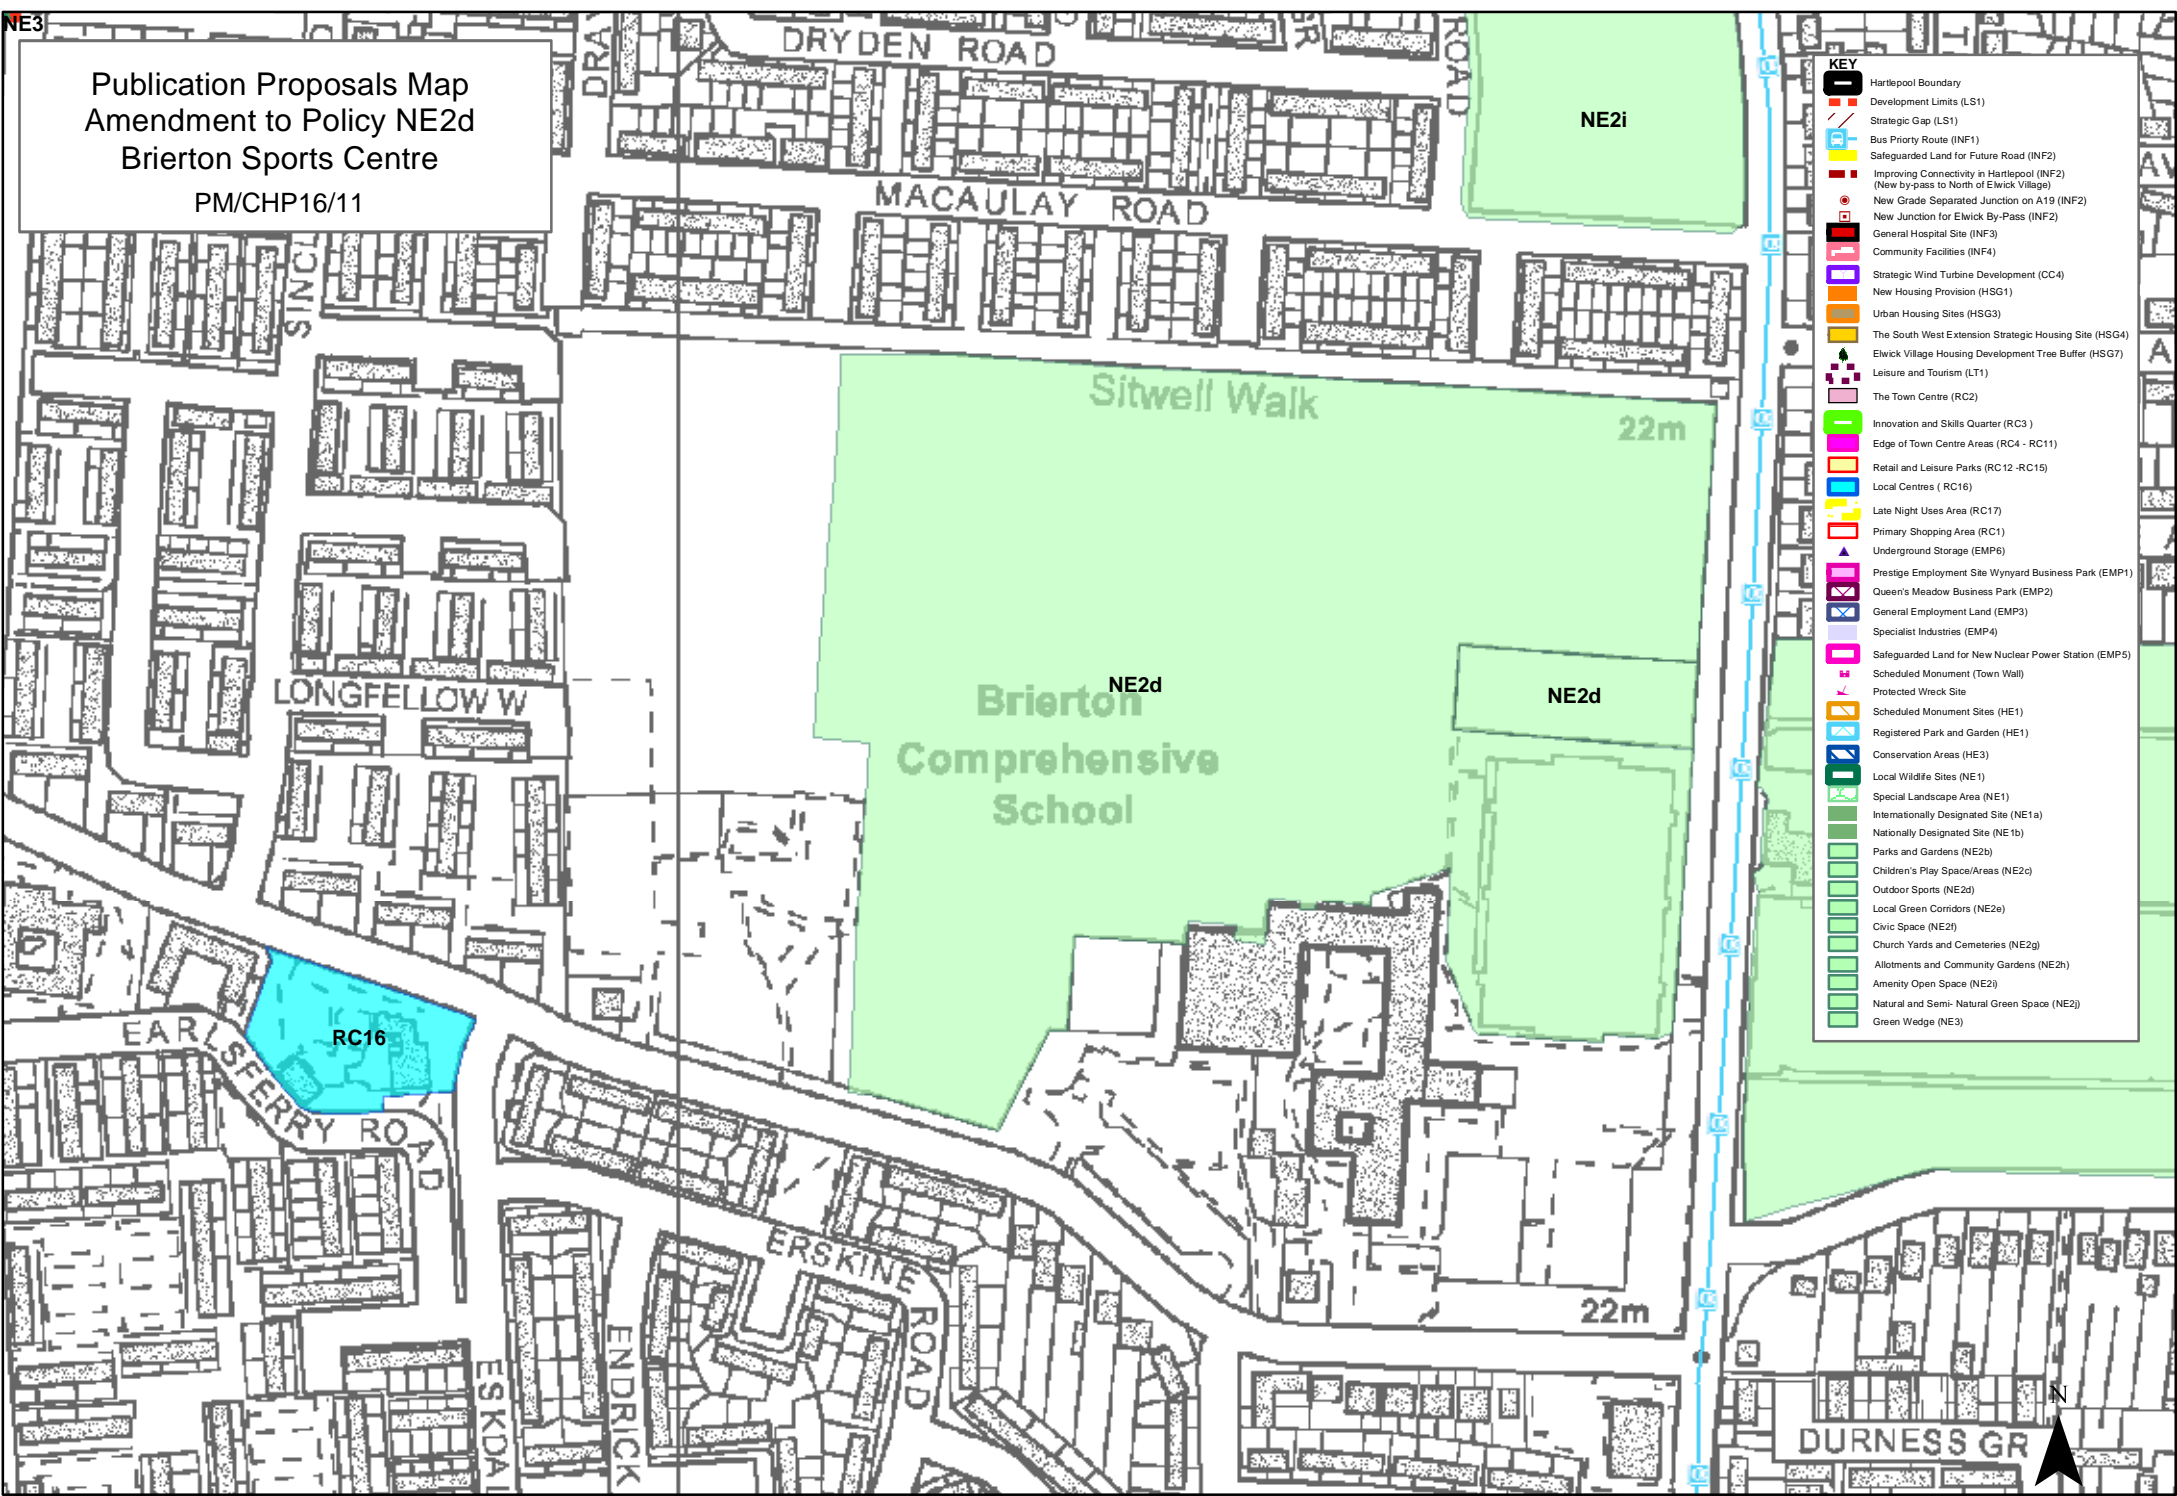 NE3
Publication Proposals Map
Amendment to Policy NE2d
Brierton Sports Centre
PM/CHP16/11
DRYDEN ROAD
ROAD
NE2i
MACAULAY ROAD
Sitwell Walk
22m
LONGFELLOW W
NE2d
NE2d
Brierton
Comprehensive
School
RC16
EARLSFERRY ROAD
ERSKINE ROAD
ENDRICK
22m
DURNESS GR
N
KEY
Hartlepool Boundary
Development Limits (LS1)
Strategic Gap (LS1)
Bus Priorty Route (INF1)
Safeguarded Land for Future Road (INF2)
Improving Connectivity in Hartlepool (INF2)
(New by-pass to North of Elwick Village)
New Grade Separated Junction on A19 (INF2)
New Junction for Elwick By-Pass (INF2)
General Hospital Site (INF3)
Community Facilities (INF4)
Strategic Wind Turbine Development (CC4)
New Housing Provision (HSG1)
Urban Housing Sites (HSG3)
The South West Extension Strategic Housing Site (HSG4)
Elwick Village Housing Development Tree Buffer (HSG7)
Leisure and Tourism (LT1)
The Town Centre (RC2)
Innovation and Skills Quarter (RC3 )
Edge of Town Centre Areas (RC4 - RC11)
Retail and Leisure Parks (RC12 -RC15)
Local Centres ( RC16)
Late Night Uses Area (RC17)
Primary Shopping Area (RC1)
Underground Storage (EMP6)
Prestige Employment Site Wynyard Business Park (EMP1)
Queen's Meadow Business Park (EMP2)
General Employment Land (EMP3)
Specialist Industries (EMP4)
Safeguarded Land for New Nuclear Power Station (EMP5)
Scheduled Monument (Town Wall)
Protected Wreck Site
Scheduled Monument Sites (HE1)
Registered Park and Garden (HE1)
Conservation Areas (HE3)
Local Wildlife Sites (NE1)
Special Landscape Area (NE1)
Internationally Designated Site (NE1a)
Nationally Designated Site (NE1b)
Parks and Gardens (NE2b)
Children's Play Space/Areas (NE2c)
Outdoor Sports (NE2d)
Local Green Corridors (NE2e)
Civic Space (NE2f)
Church Yards and Cemeteries (NE2g)
Allotments and Community Gardens (NE2h)
Amenity Open Space (NE2i)
Natural and Semi- Natural Green Space (NE2j)
Green Wedge (NE3)